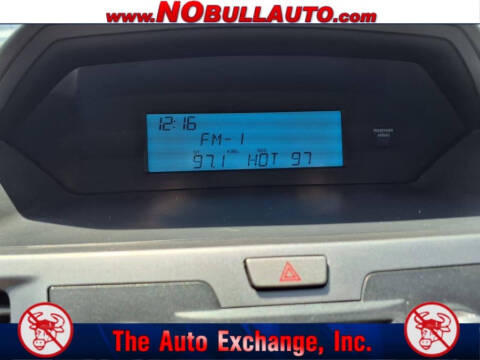 www.NOBULLAUTO.com
12:16
FM-1
97.1 HOT 97
The Auto Exchange, Inc.